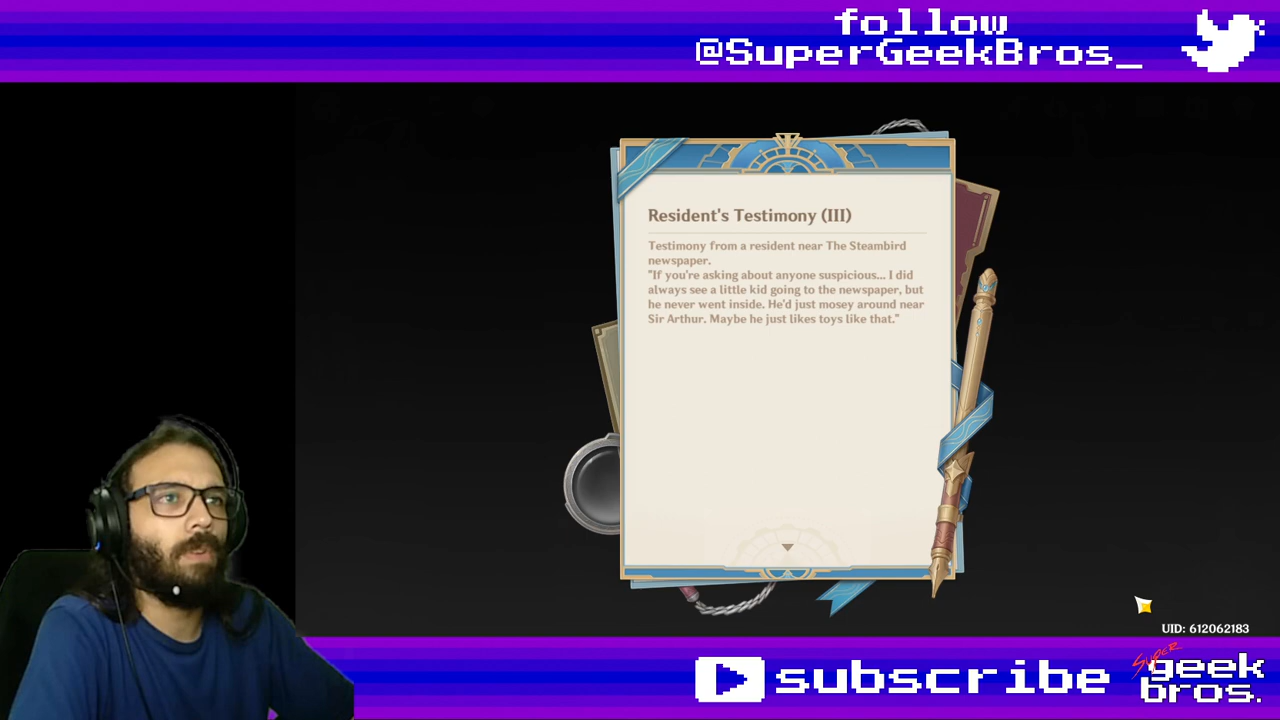 follow
@SuperGeekBros_
Resident's Testimony (III)
Testimony from a resident near The Steambird
newspaper.
"If you're asking about anyone suspicious... I did
always see a little kid going to the newspaper, but
he never went inside. He'd just mosey around near
Sir Arthur. Maybe he just likes toys like that."
UID: 612062183
subscribe
SUPER
geek
bros.